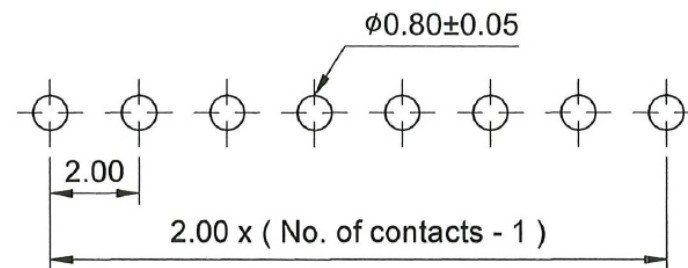 ϕ0.80±0.05
2.00
2.00 x ( No. of contacts - 1 )